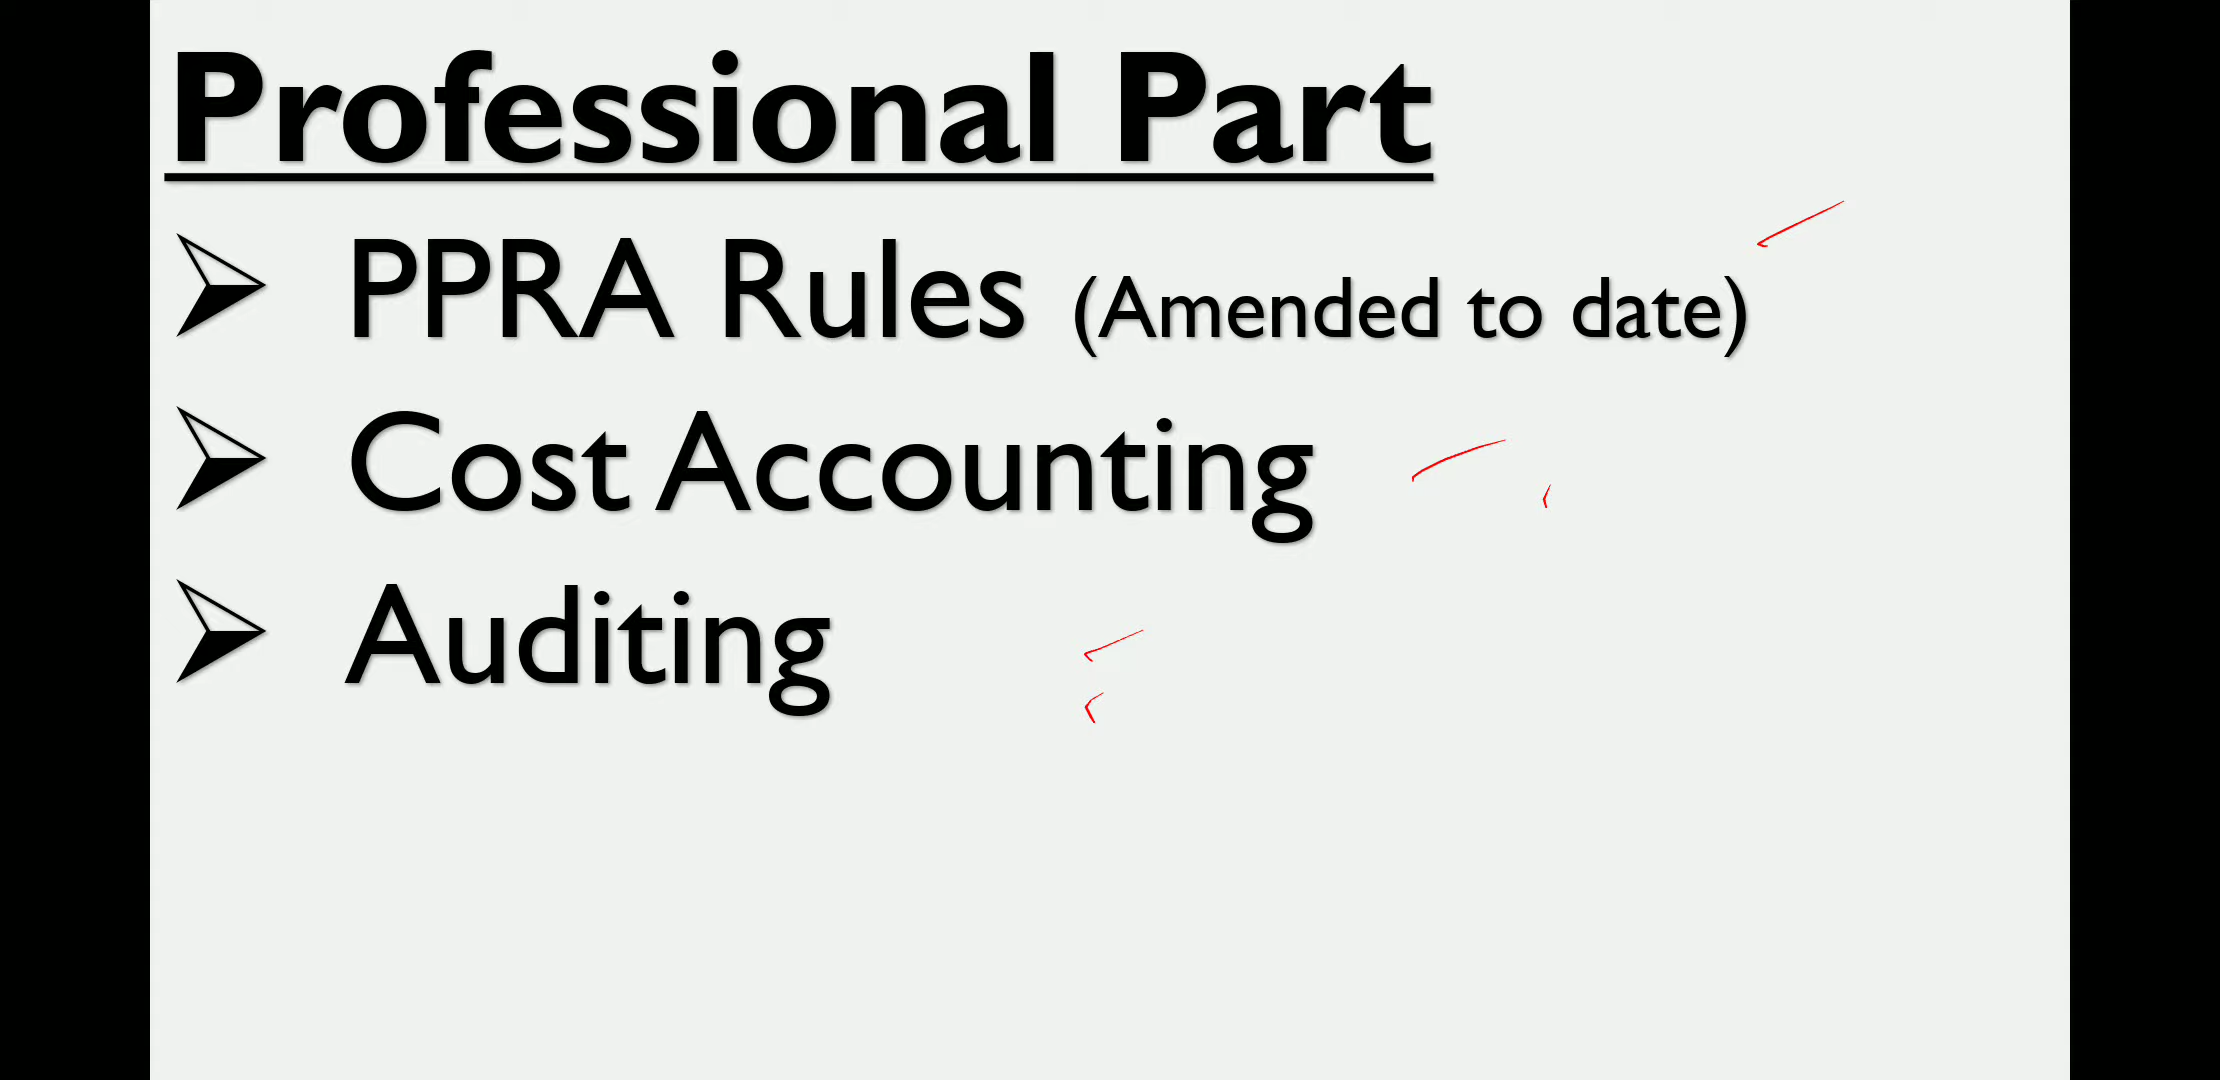 Professional Part
➢ PPRA Rules (Amended to date)
➢ Cost Accounting
➢ Auditing